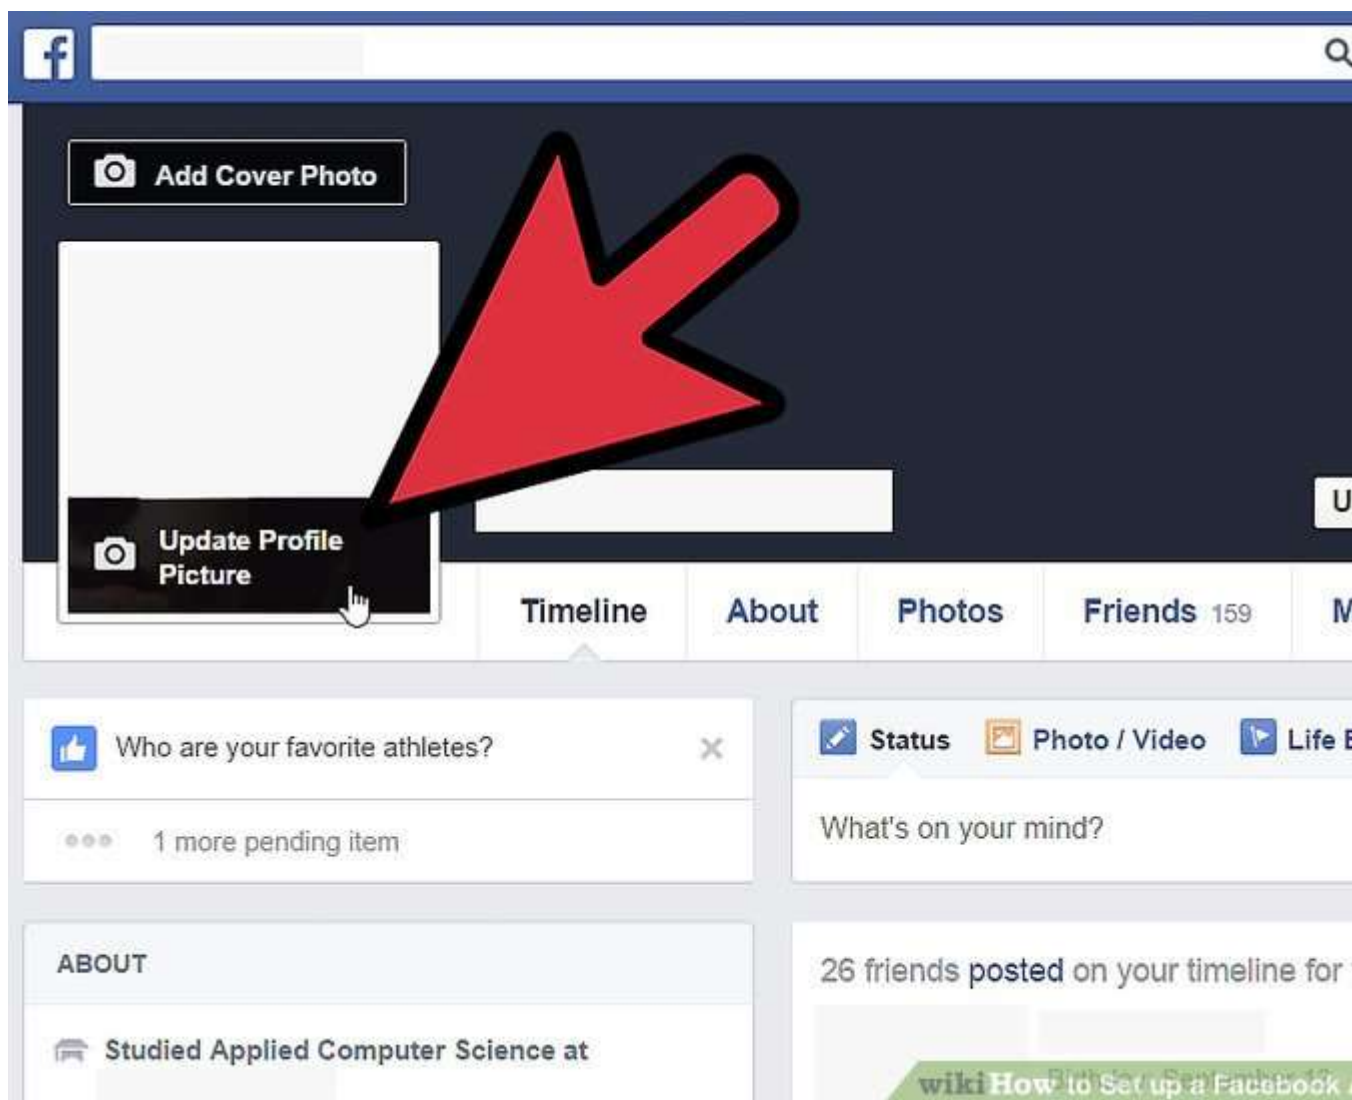 f
Add Cover Photo
Update Profile
Picture
U
Timeline
About
Photos
Friends 159
M
Who are your favorite athletes?
1 more pending item
Status
Photo / Video
Life E
What's on your mind?
ABOUT
Studied Applied Computer Science at
26 friends posted on your timeline for
wikiHow to Set up a Facebook